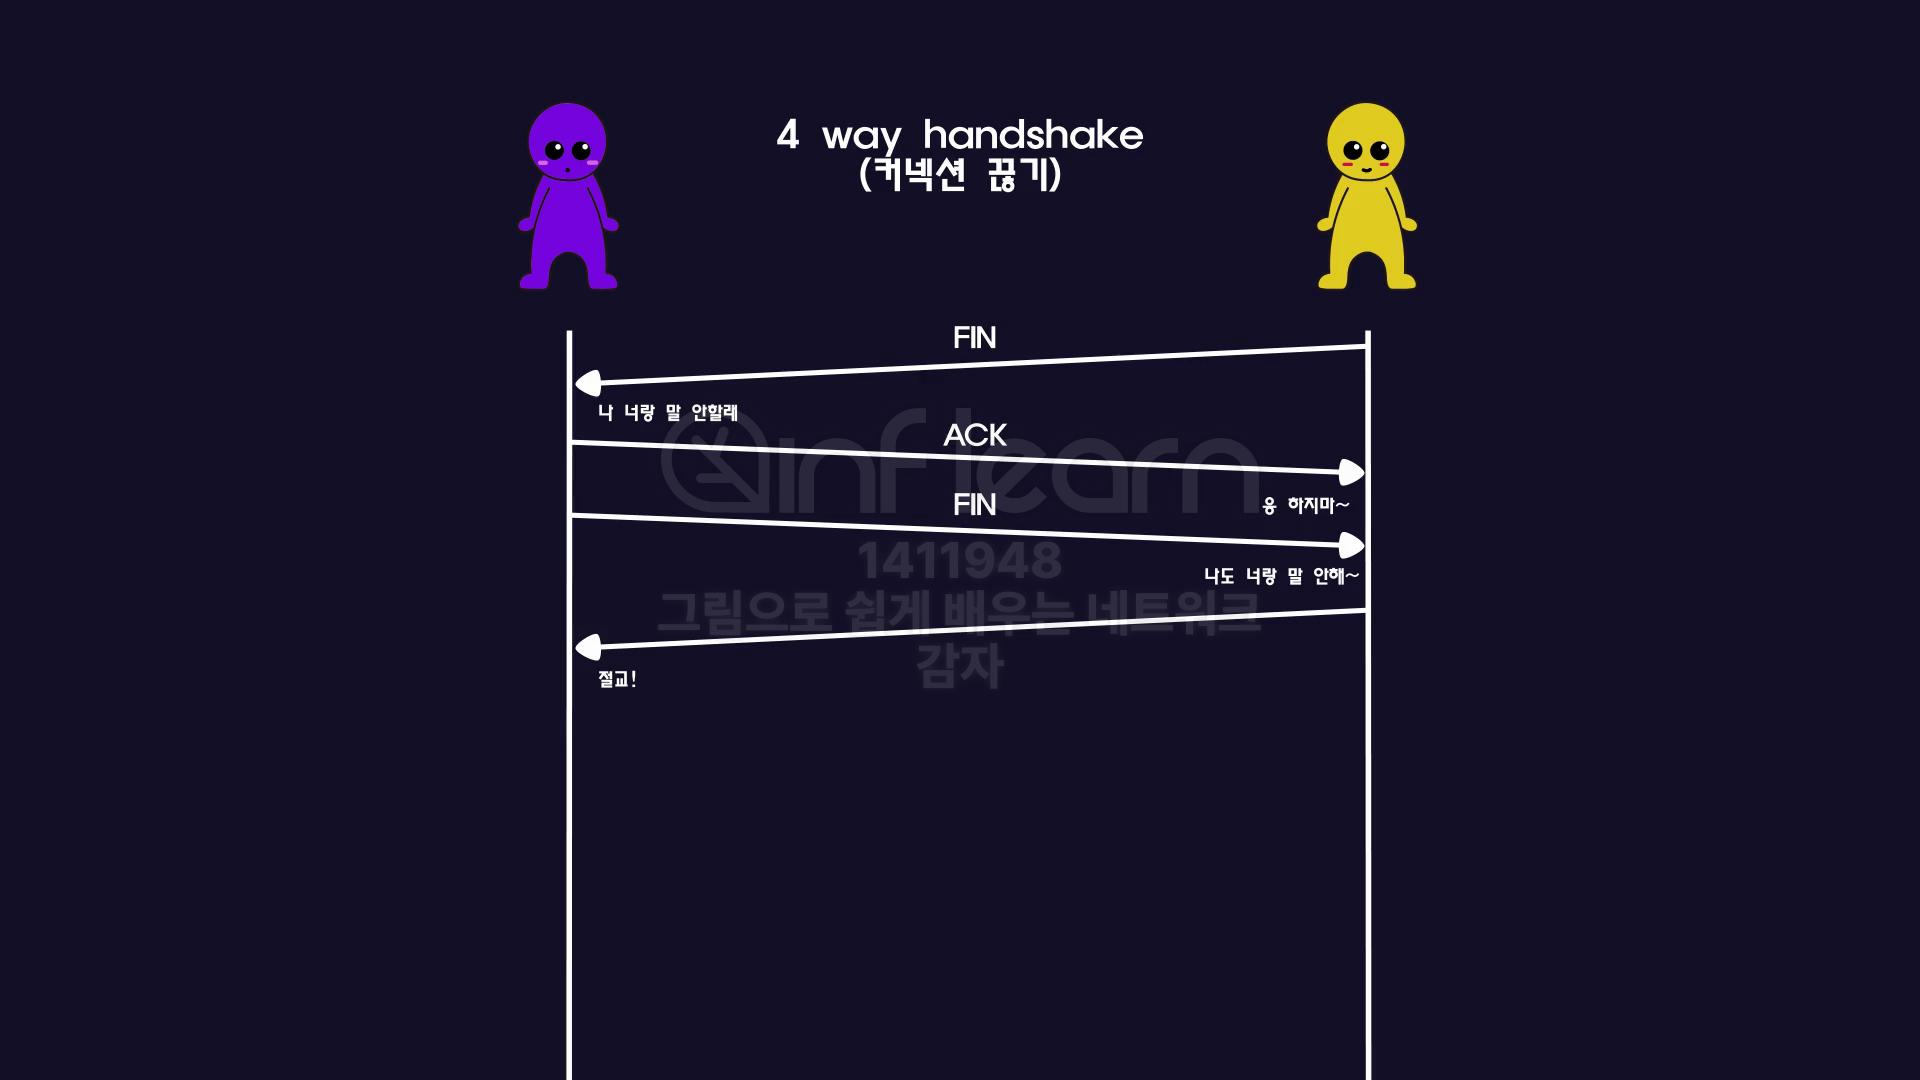 4 way handshake
(커넥션 끊기)
FIN
나 너랑 말 안할래
ACK
응 하지마~
FIN
나도 너랑 말 안해~
절교!
inflearn
1411948
그림으로 쉽게 배우는 네트워크
감자